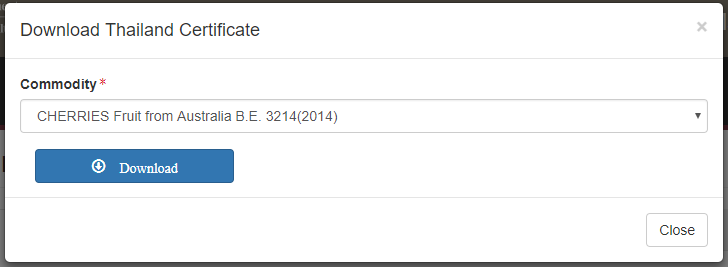 Download Thailand Certificate
×
Commodity *
CHERRIES Fruit from Australia B.E. 3214(2014)
Download
Close